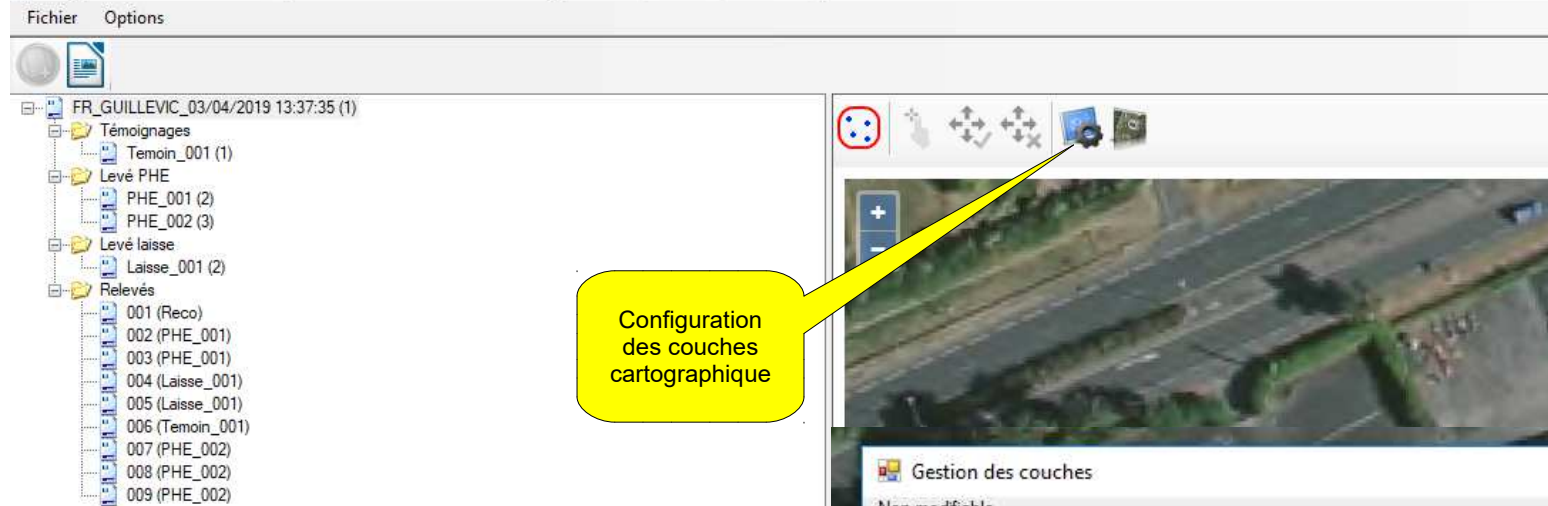 Fichier Options
FR_GUILLEVIC_03/04/2019 13:37:35 (1)
Témoignages
Temoin_001 (1)
Levé PHE
PHE_001 (2)
PHE_002 (3)
Levé laisse
Laisse_001 (2)
Relevés
001 (Reco)
002 (PHE_001)
003 (PHE_001)
004 (Laisse_001)
005 (Laisse_001)
006 (Temoin_001)
007 (PHE_002)
008 (PHE_002)
009 (PHE_002)
+
Configuration
des couches
cartographique
Gestion des couches